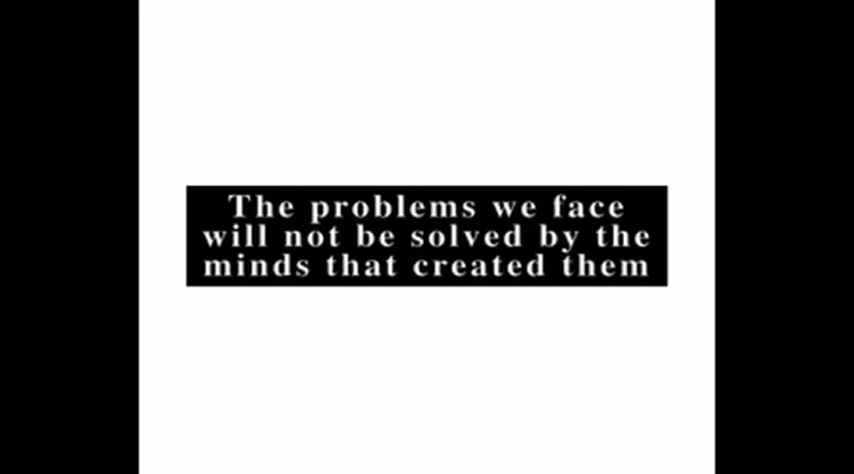 The problems we face
will not be solved by the
minds that created them